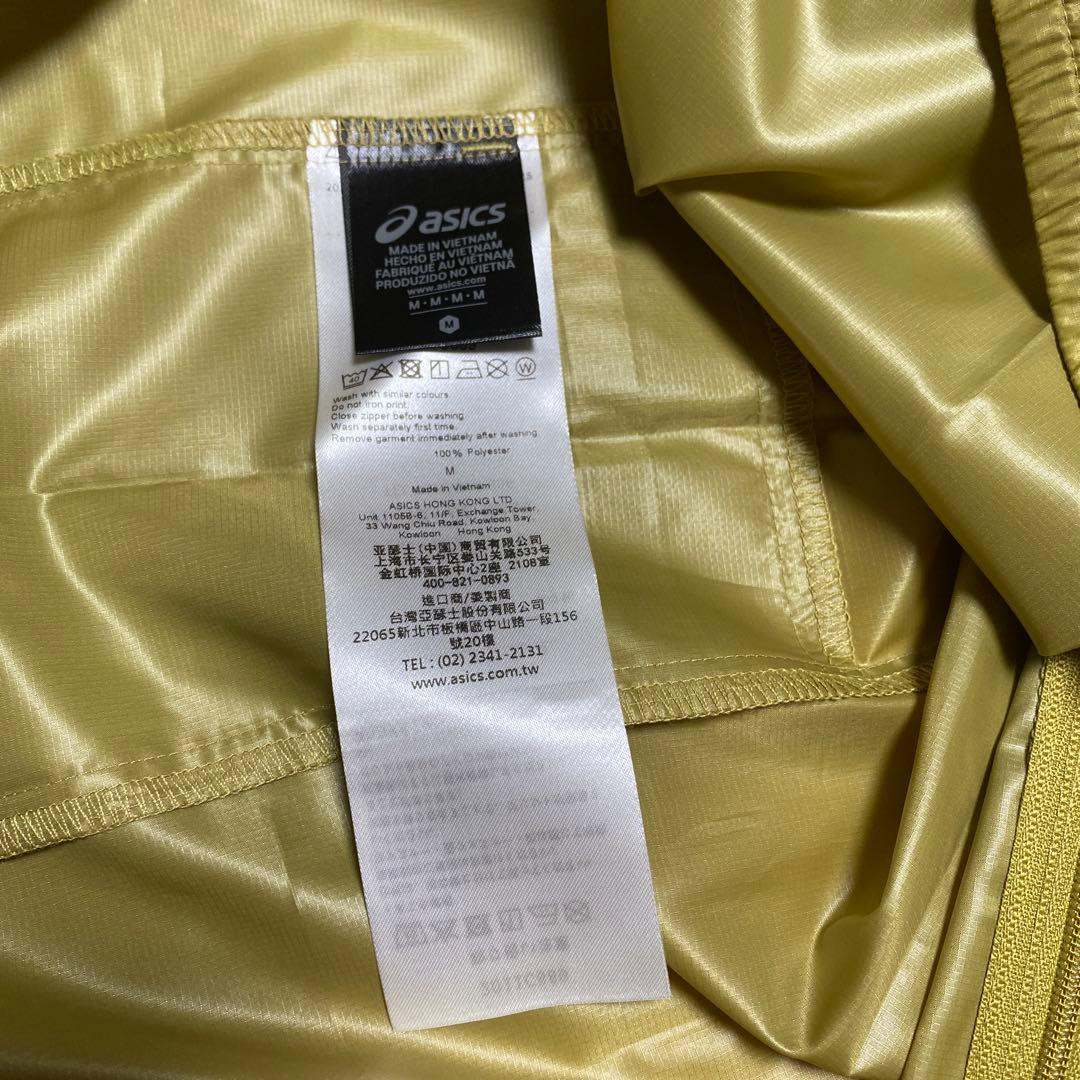 asics
MADE IN VIETNAM
HECHO EN VIETNAM
FABRIQUÉ AU VIÊTNAM
PRODUZIDO NO VIETNÃ
www.asics.com
M · M · M · M
M
40
W
Wash with similar colours
Do not iron print.
Close zipper before washing
Wash separately first time.
Remove garment immediately after washing
100% Polyester
M
Made in Vietnam
ASICS HONG KONG LTD
Unit 1105B-6, 11/F, Exchange Tower
33 Wang Chiu Road, Kowloon Bay
Kowloon Hong Kong
亚瑟士(中国)商贸有限公司
上海市长宁区娄山关路533号
金虹桥国际中心2座 2108室
400-821-0893
進口商/委製商
台灣亞瑟士股份有限公司
22065新北市板橋區中山路一段156
號20樓
TEL : (02) 2341-2131
www.asics.com.tw